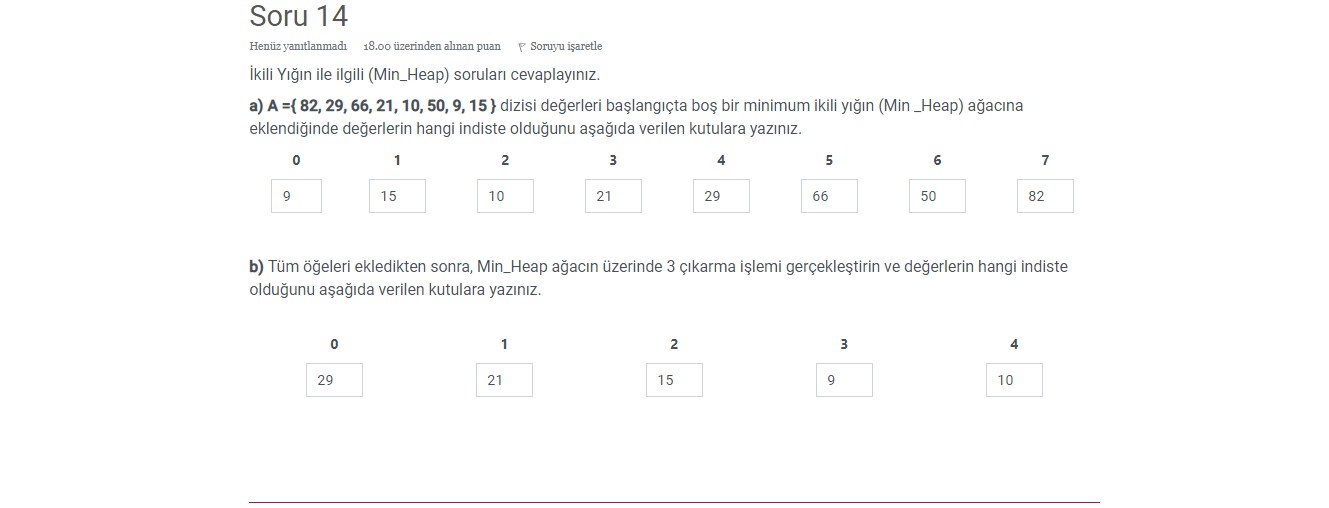 Soru 14
Henüz yanıtlanmadı 18.00 üzerinden alınan puan Soruyu işaretle
İkili Yığın ile ilgili (Min_Heap) soruları cevaplayınız.
a) A ={ 82, 29, 66, 21, 10, 50, 9, 15 } dizisi değerleri başlangıçta boş bir minimum ikili yığın (Min _Heap) ağacına
eklendiğinde değerlerin hangi indiste olduğunu aşağıda verilen kutulara yazınız.
0 1 2 3 4 5 6 7
9 15 10 21 29 66 50 82
b) Tüm öğeleri ekledikten sonra, Min_Heap ağacın üzerinde 3 çıkarma işlemi gerçekleştirin ve değerlerin hangi indiste
olduğunu aşağıda verilen kutulara yazınız.
0 1 2 3 4
29 21 15 9 10